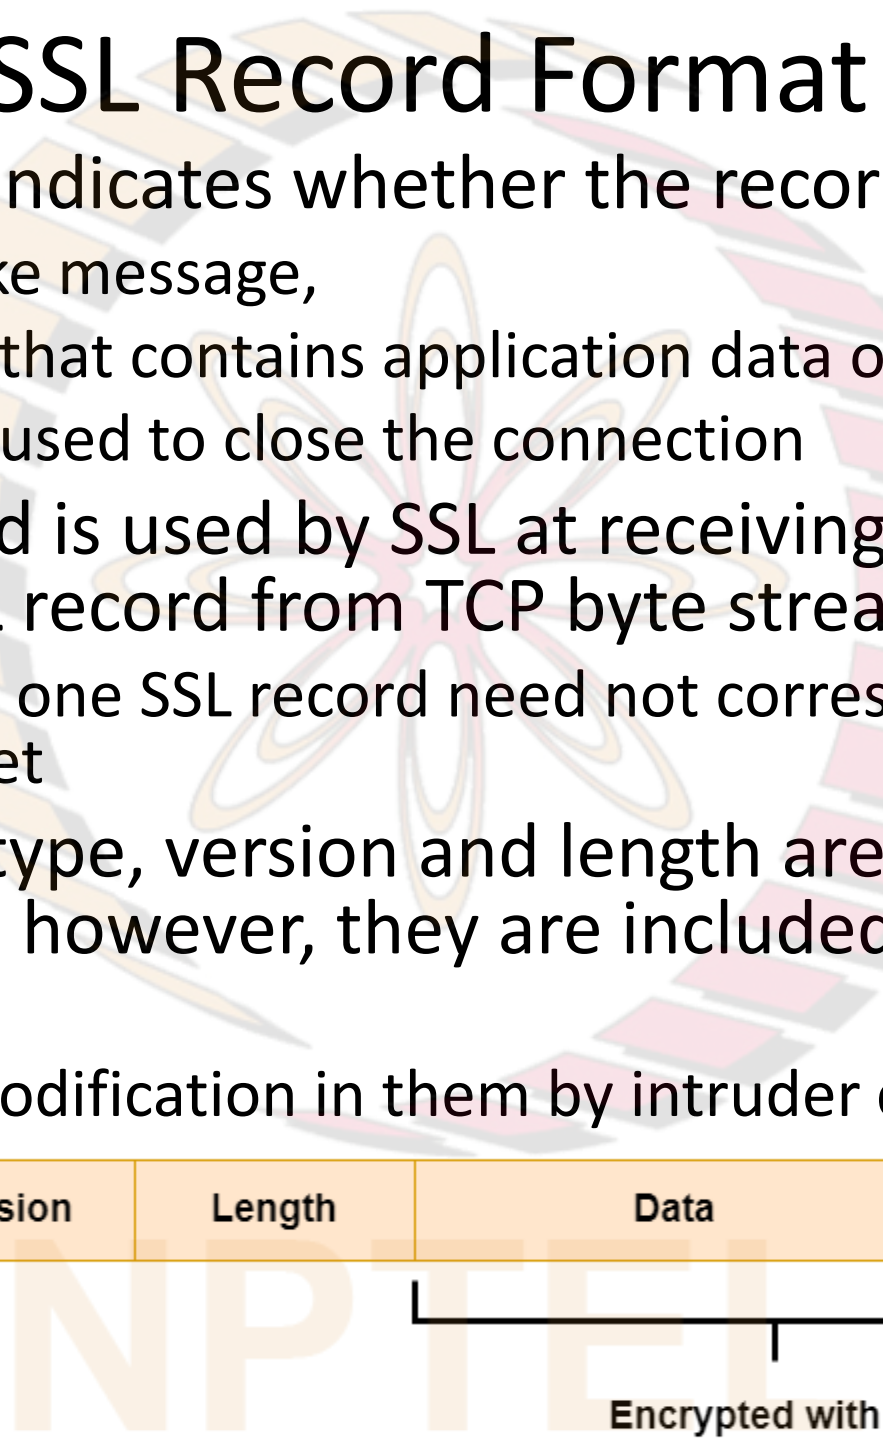 SSL Record Format
ndicates whether the recor
ke message,
that contains application data o
used to close the connection
d is used by SSL at receiving
record from TCP byte strea
one SSL record need not corres
et
type, version and length are
however, they are included
odification in them by intruder
sion Length Data
Encrypted with
NPTEL